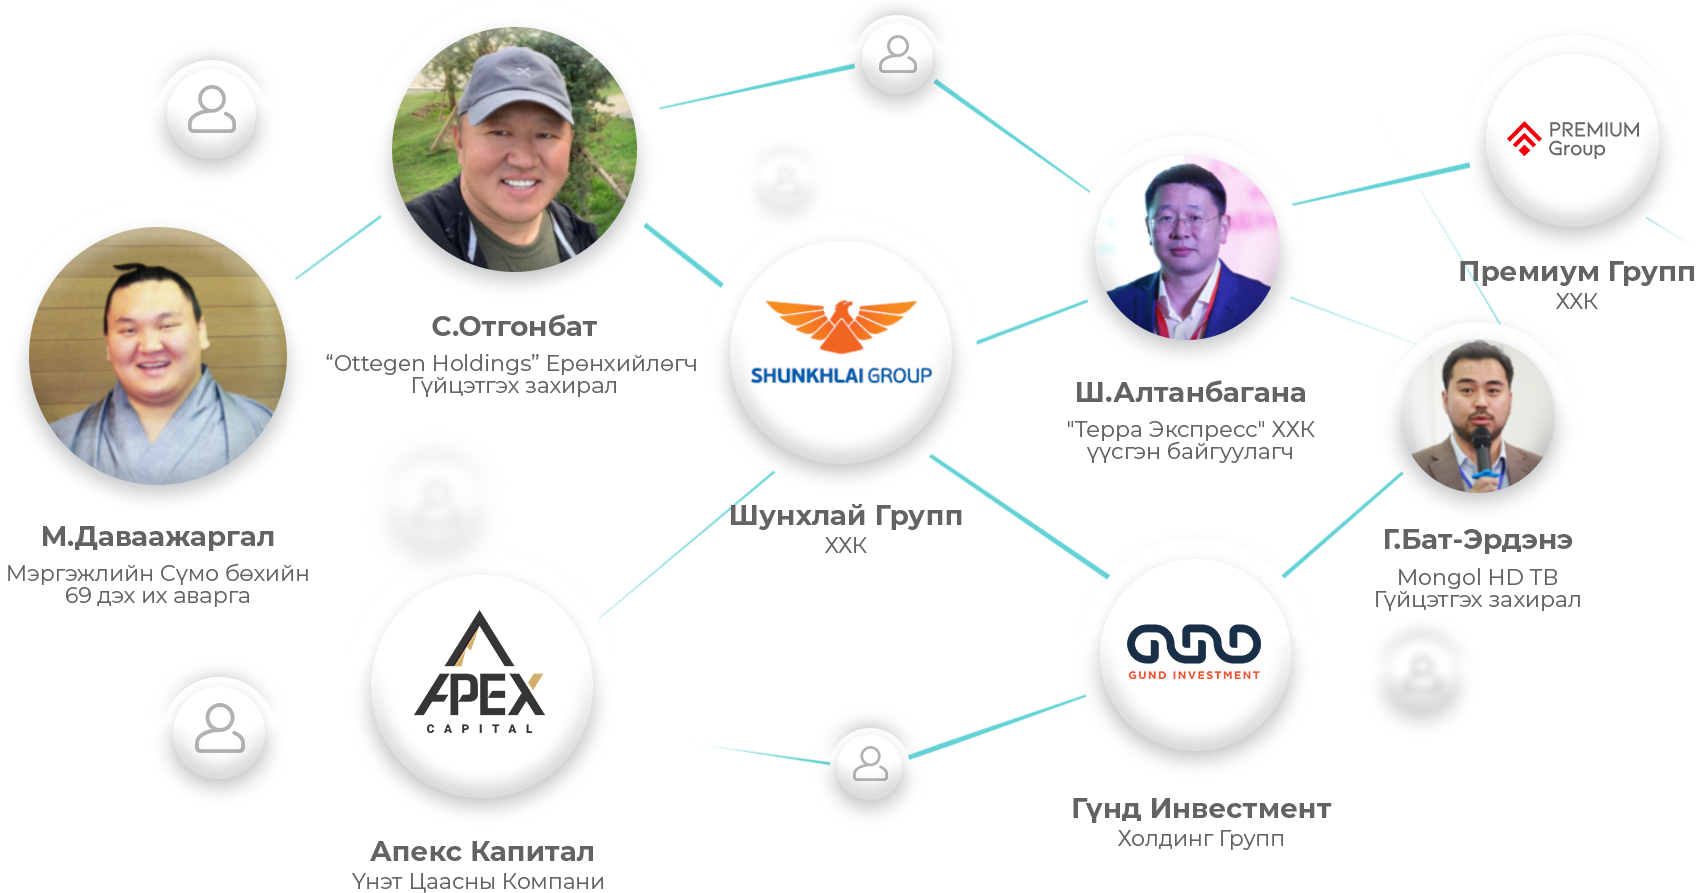 PREMIUM
Group
Премиум Групп
ХХК
С.Отгонбат
“Ottegen Holdings” Ерөнхийлөгч
Гүйцэтгэх захирал
SHUNKHLAI GROUP
Шунхлай Групп
ХХК
Ш.Алтанбагана
"Терра Экспресс" ХХК
үүсгэн байгуулагч
М.Даваажаргал
Мэргэжлийн Сүмо бөхийн
69 дэх их аварга
Г.Бат-Эрдэнэ
Mongol HD ТВ
Гүйцэтгэх захирал
APEX
CAPITAL
Апекс Капитал
Үнэт Цаасны Компани
GUND INVESTMENT
Гүнд Инвестмент
Холдинг Групп